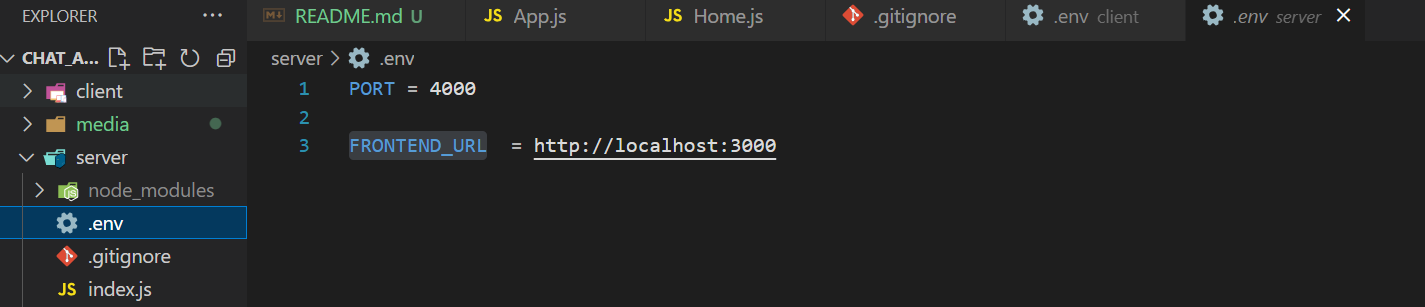 EXPLORER ···
CHAT_A...
client
media
server
node_modules
.env
.gitignore
JS index.js
README.md U
JS App.js
JS Home.js
.gitignore
.env client
.env server
server > .env
1 PORT = 4000
2
3 FRONTEND_URL = http://localhost:3000